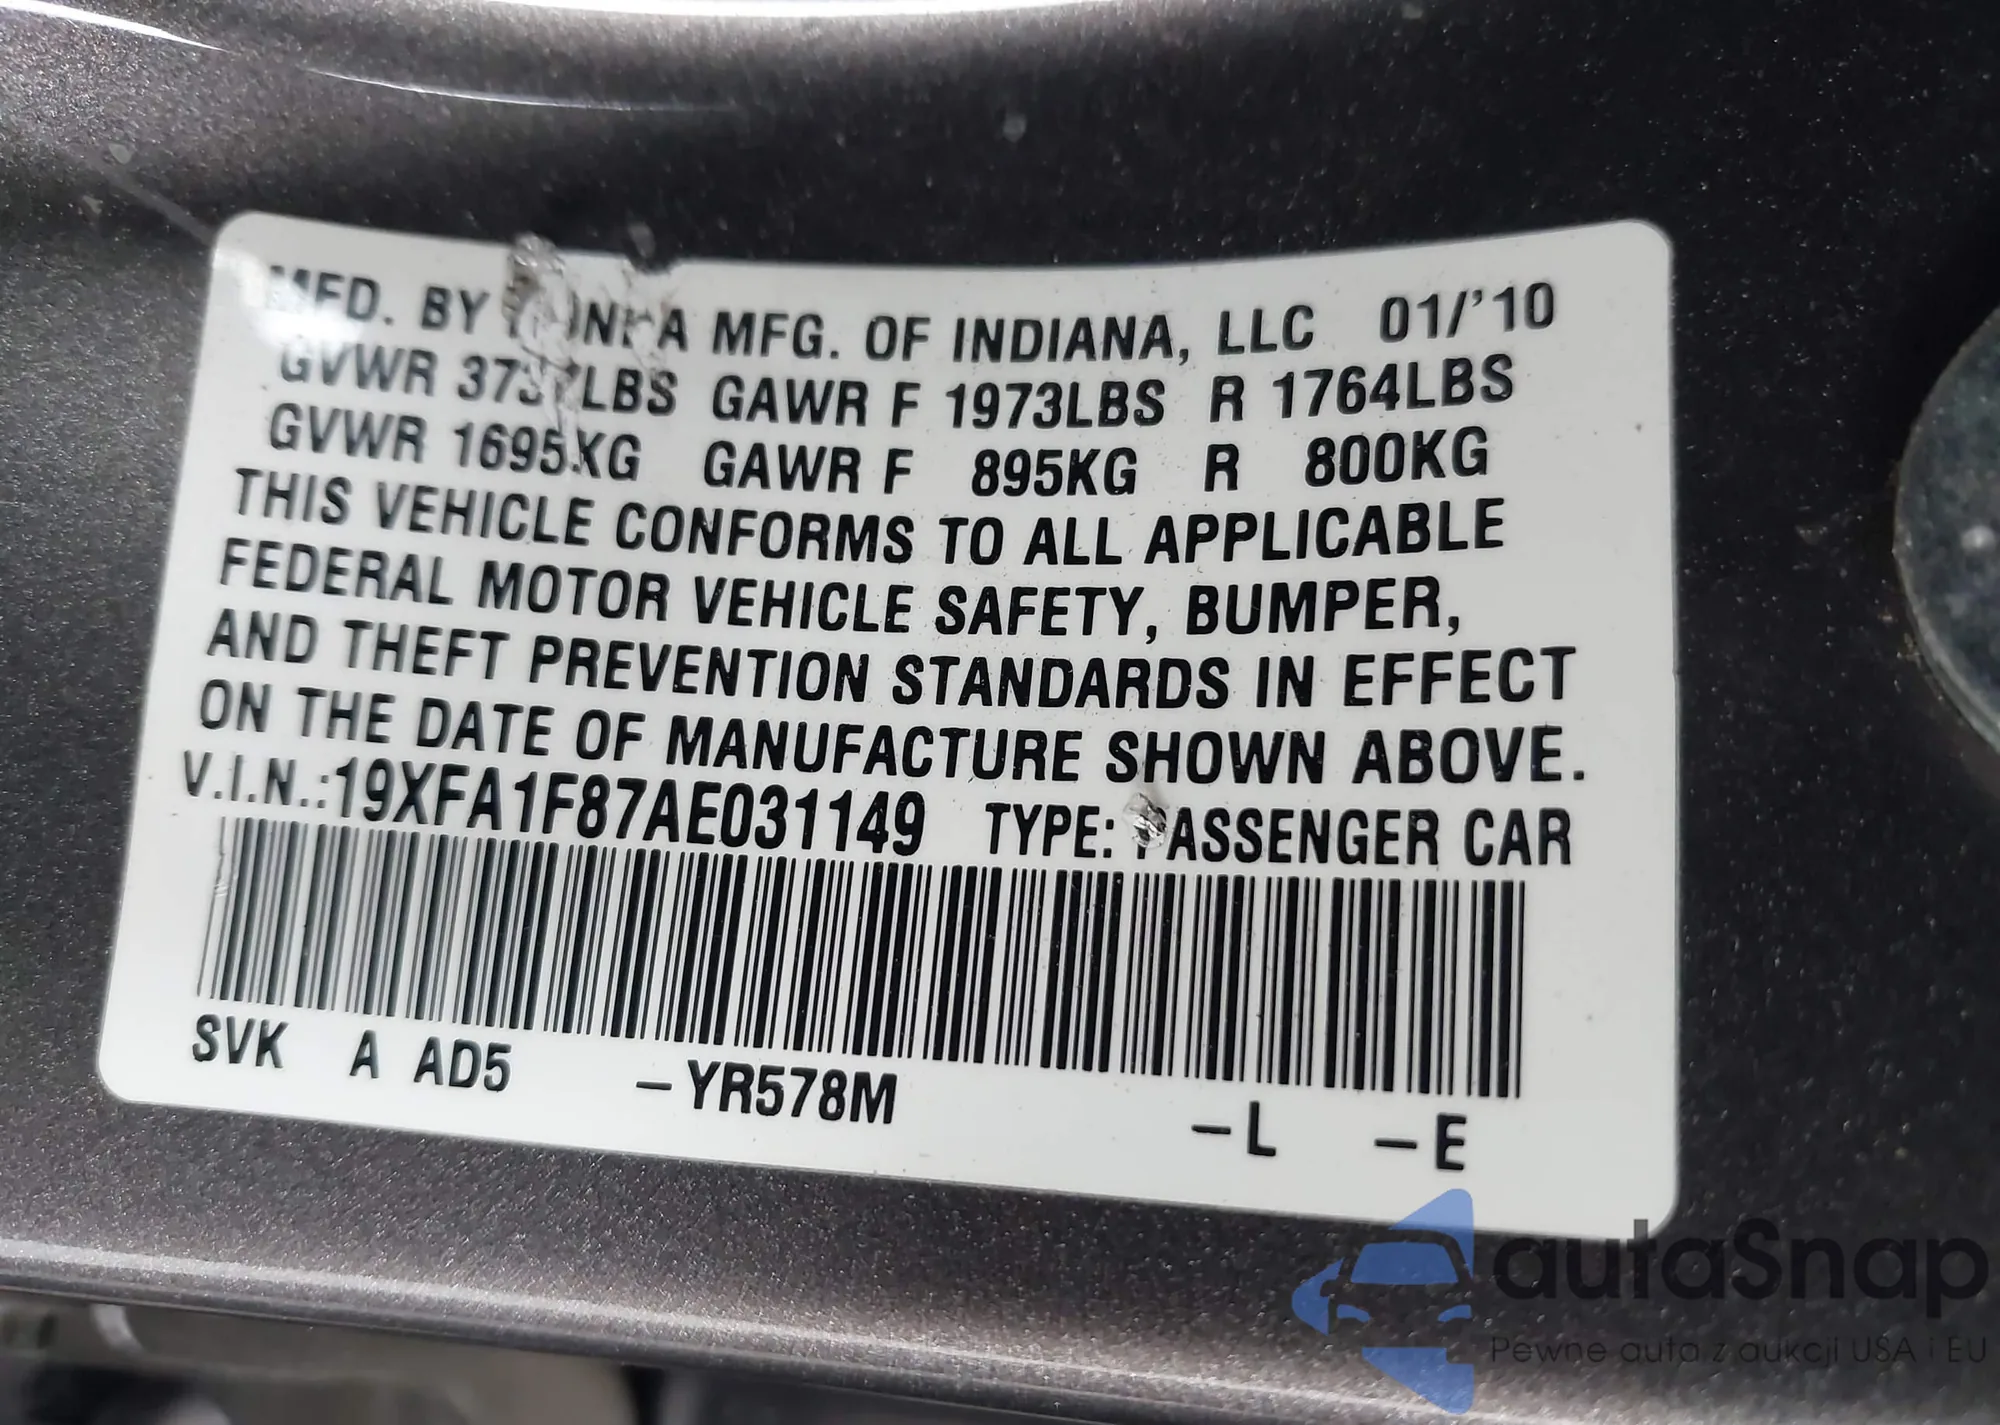 MFD. BY HONDA MFG. OF INDIANA, LLC 01/'10
GVWR 3737LBS GAWR F 1973LBS R 1764LBS
GVWR 1695KG GAWR F 895KG R 800KG
THIS VEHICLE CONFORMS TO ALL APPLICABLE
FEDERAL MOTOR VEHICLE SAFETY, BUMPER,
AND THEFT PREVENTION STANDARDS IN EFFECT
ON THE DATE OF MANUFACTURE SHOWN ABOVE.
V.I.N.:19XFA1F87AE031149 TYPE: PASSENGER CAR
SVK A AD5 –YR578M –L –E
autaSnap
Pewne auta z aukcji USA i EU